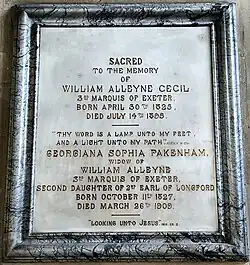 SACRED
TO THE MEMORY
OF
WILLIAM ALLEYNE CECIL
3RD MARQUIS OF EXETER,
BORN APRIL 30TH 1825,
DIED JULY 14TH 1895.
"THY WORD IS A LAMP UNTO MY FEET,
AND A LIGHT UNTO MY PATH"
GEORGIANA SOPHIA PAKENHAM,
WIDOW OF
WILLIAM ALLEYNE
3RD MARQUIS OF EXETER,
SECOND DAUGHTER OF 2ND EARL OF LONGFORD
BORN OCTOBER 11TH 1827,
DIED MARCH 26TH 1909.
"LOOKING UNTO JESUS"